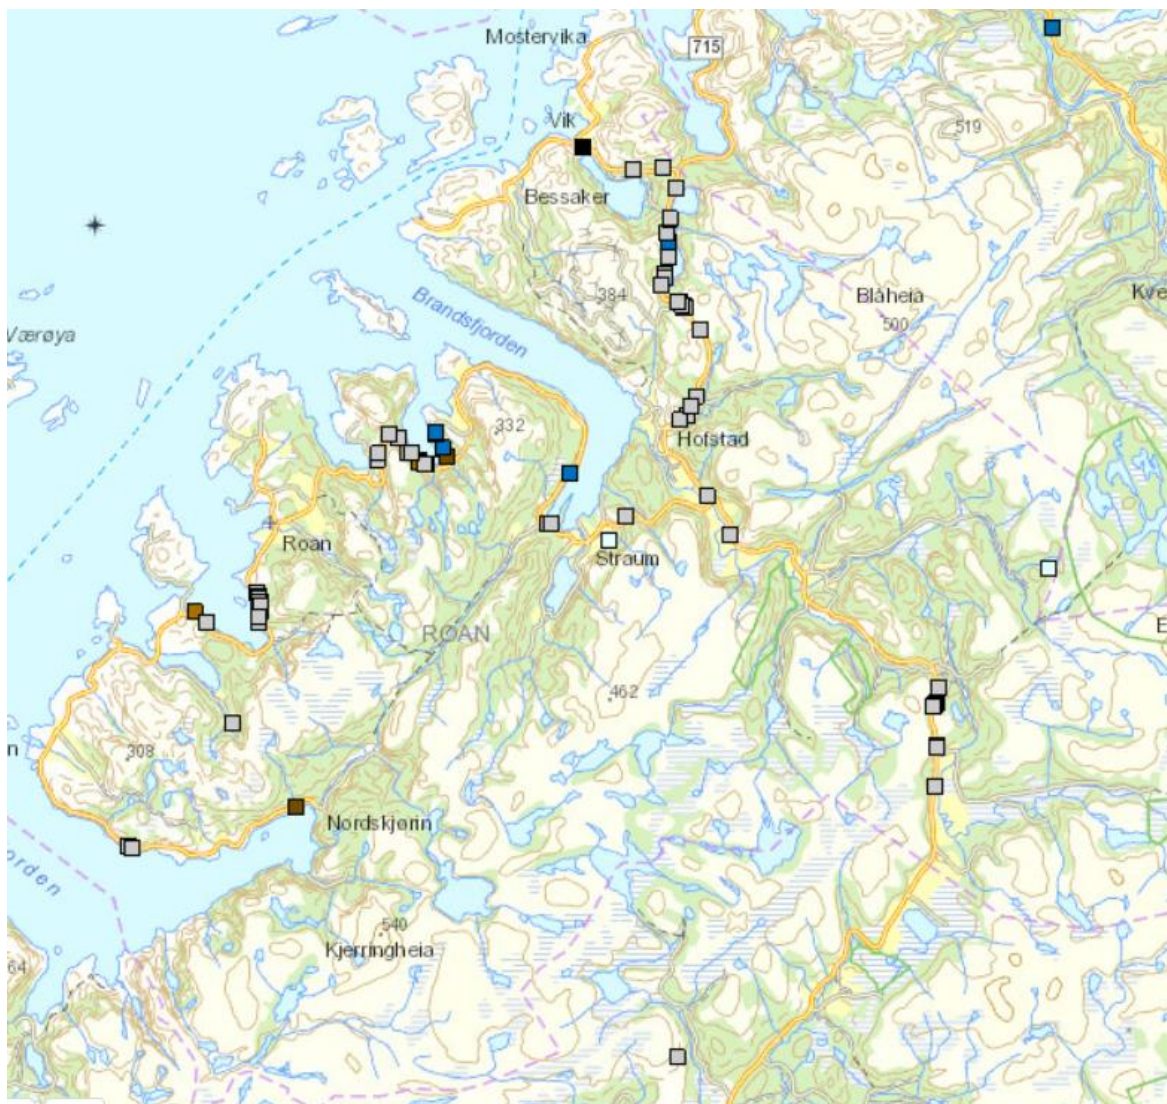 Mostervika
715
Vik
519
Bessaker
Brandsfjorden
384
Blåheia
500
Værøya
332
Hofstad
Roan
Straum
ROAN
462
308
Nordskjørin
540
Kjerringheia
64